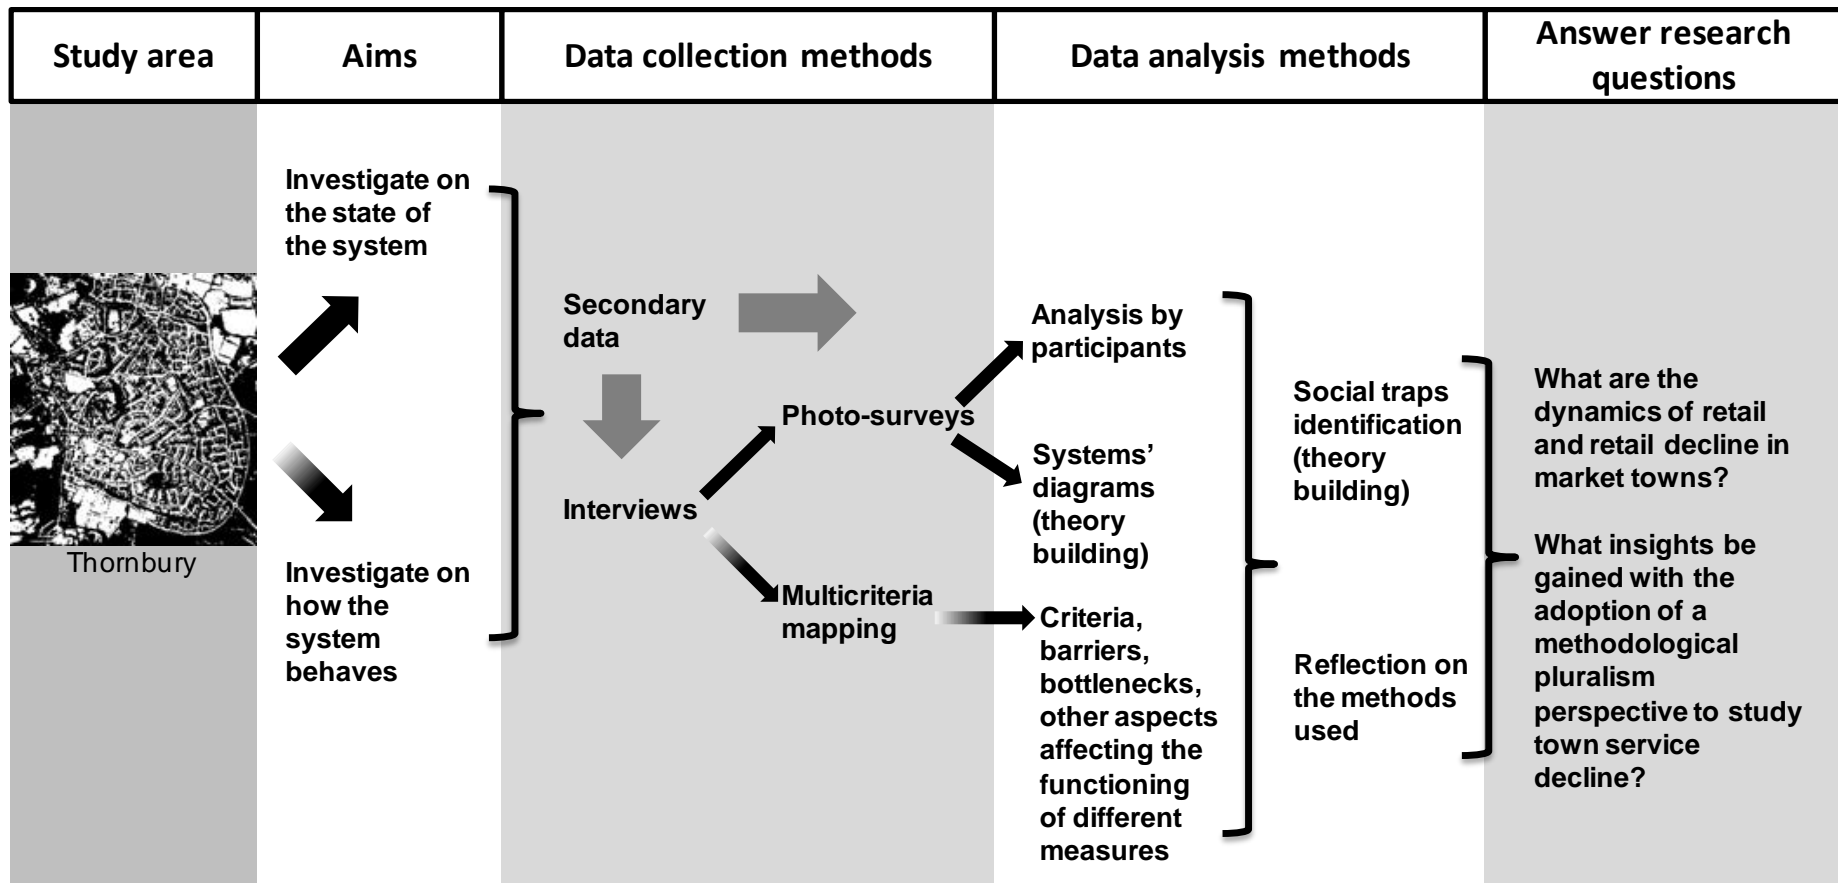 Study area
Aims
Data collection methods
Data analysis methods
Answer research
questions
Thornbury
Investigate on
the state of
the system
Investigate on
how the
system
behaves
Secondary
data
Interviews
Photo-surveys
Multicriteria
mapping
Analysis by
participants
Systems’
diagrams
(theory
building)
Criteria,
barriers,
bottlenecks,
other aspects
affecting the
functioning
of different
measures
Social traps
identification
(theory
building)
Reflection on
the methods
used
What are the
dynamics of retail
and retail decline in
market towns?
What insights be
gained with the
adoption of a
methodological
pluralism
perspective to study
town service
decline?